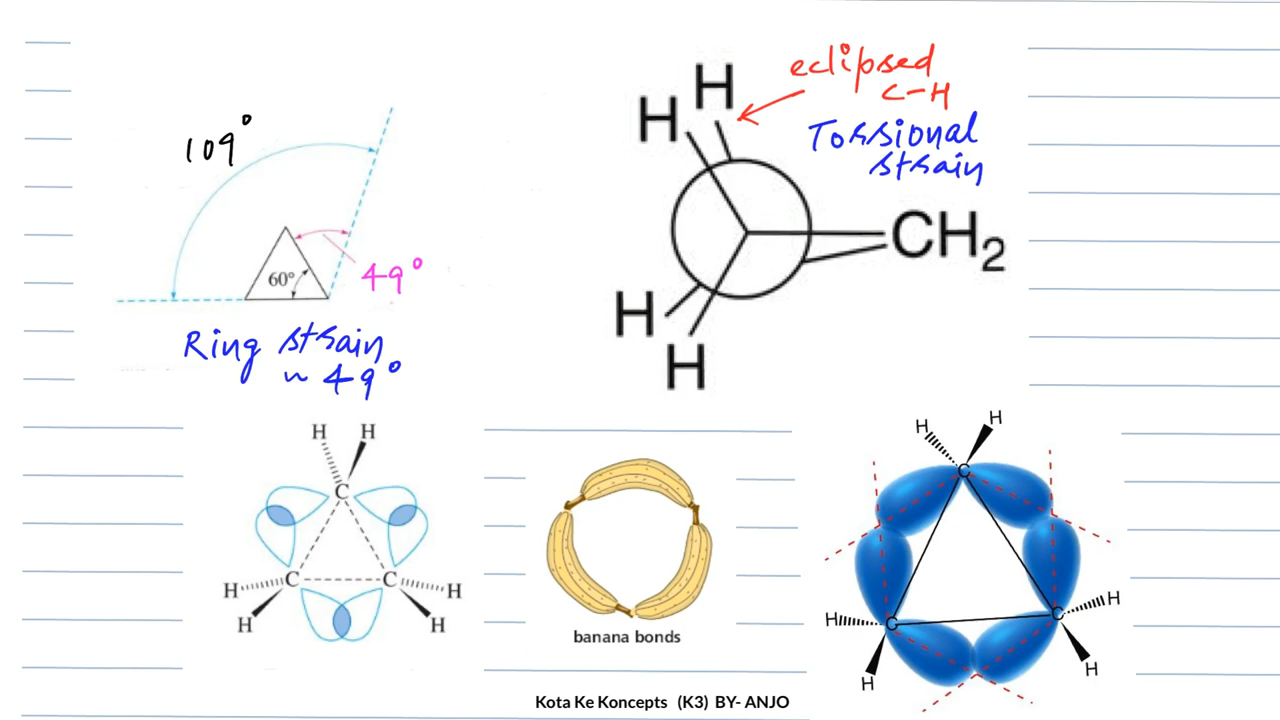 109°
60°
49°
Ring strain
~ 49°
H
H
eclipsed
C-H
Torsional
strain
CH2
H
H
H
H
C
C
C
H
H
H
H
banana bonds
H
H
C
H
C
C
H
H
H
Kota Ke Koncepts (K3) BY- ANJO